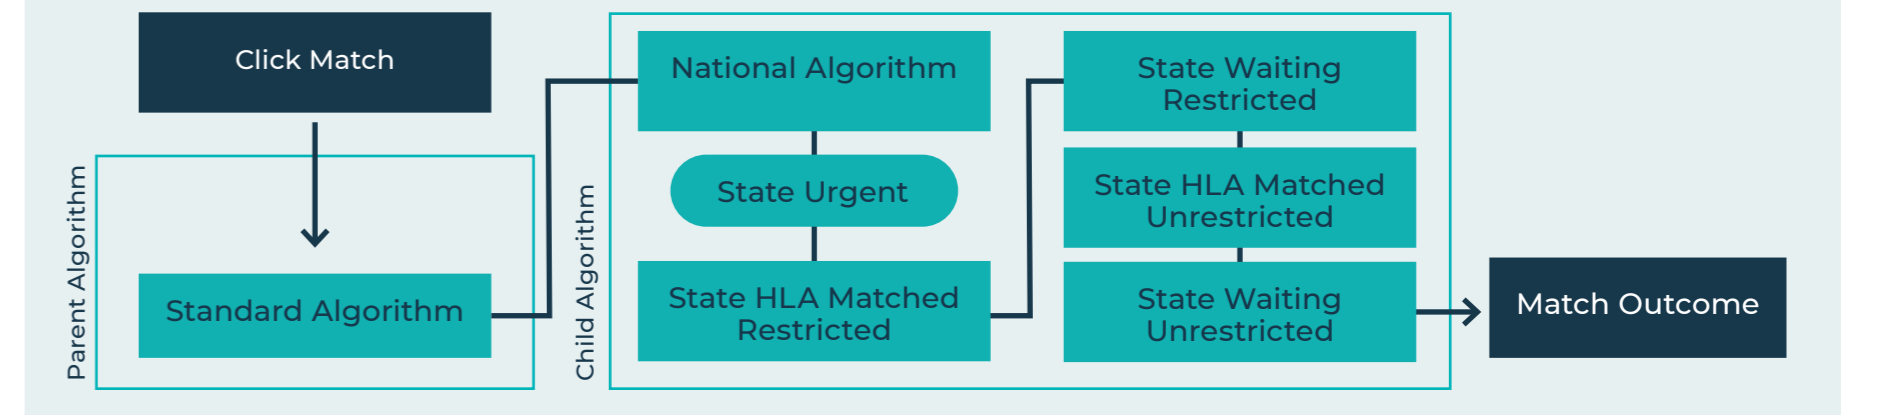 Click Match
Parent Algorithm
Standard Algorithm
Child Algorithm
National Algorithm
State Urgent
State HLA Matched
Restricted
State Waiting
Restricted
State HLA Matched
Unrestricted
State Waiting
Unrestricted
Match Outcome